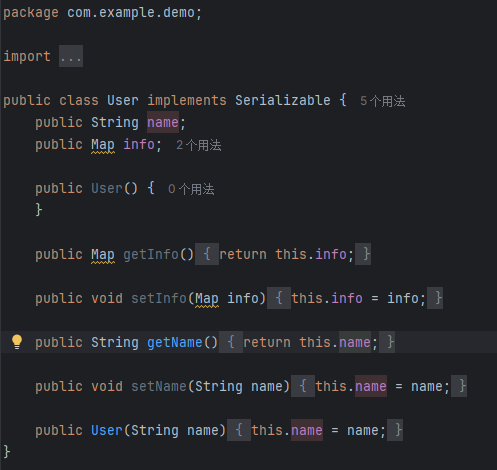 package com.example.demo;
import ...
public class User implements Serializable { 5个用法
public String name;
public Map info; 2个用法
public User() { 0个用法
}
public Map getInfo() { return this.info; }
public void setInfo(Map info) { this.info = info; }
public String getName() { return this.name; }
public void setName(String name) { this.name = name; }
public User(String name) { this.name = name; }
}